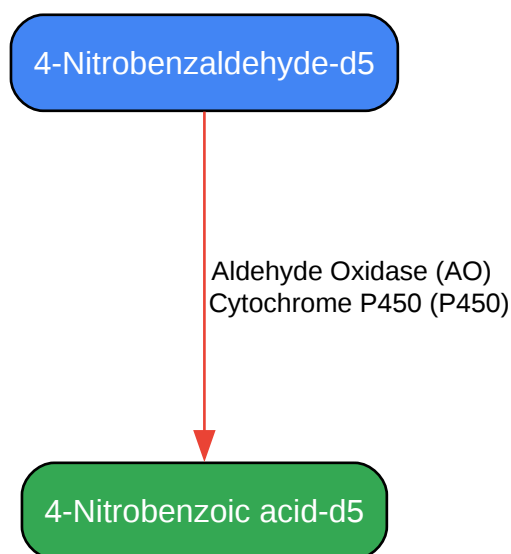 4-Nitrobenzaldehyde-d5
Aldehyde Oxidase (AO)
Cytochrome P450 (P450)
4-Nitrobenzoic acid-d5